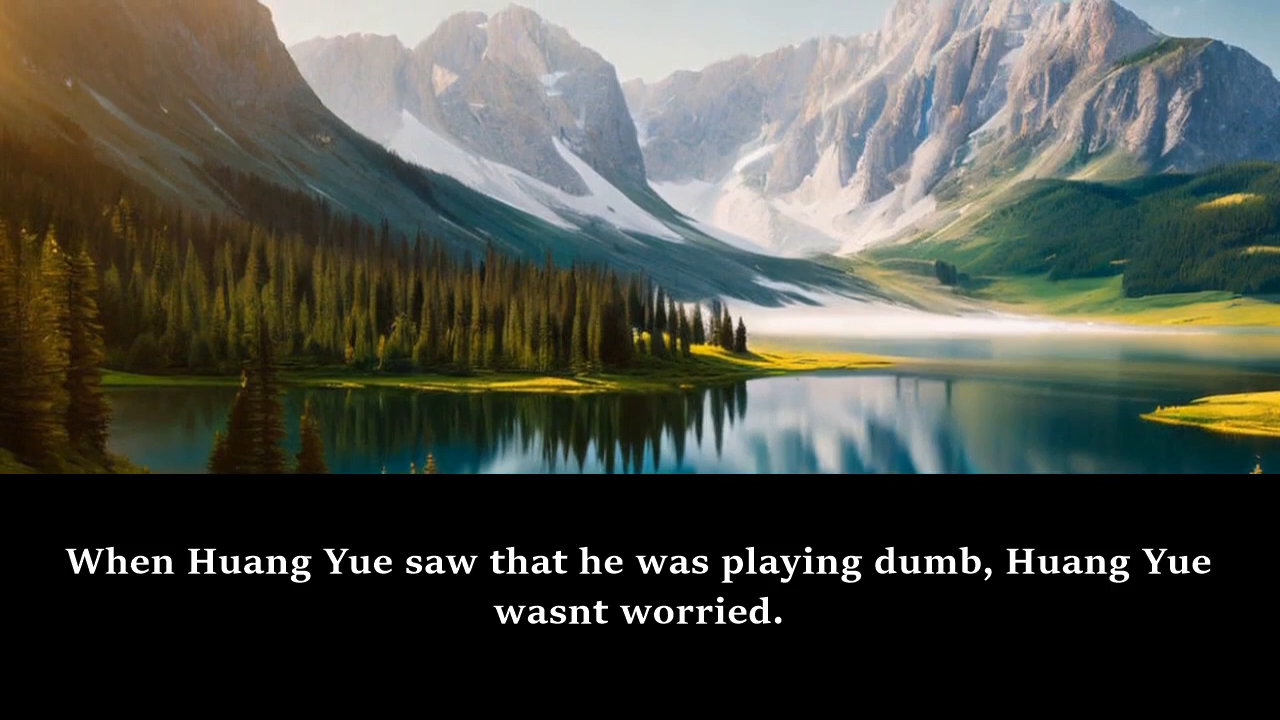 When Huang Yue saw that he was playing dumb, Huang Yue
wasnt worried.